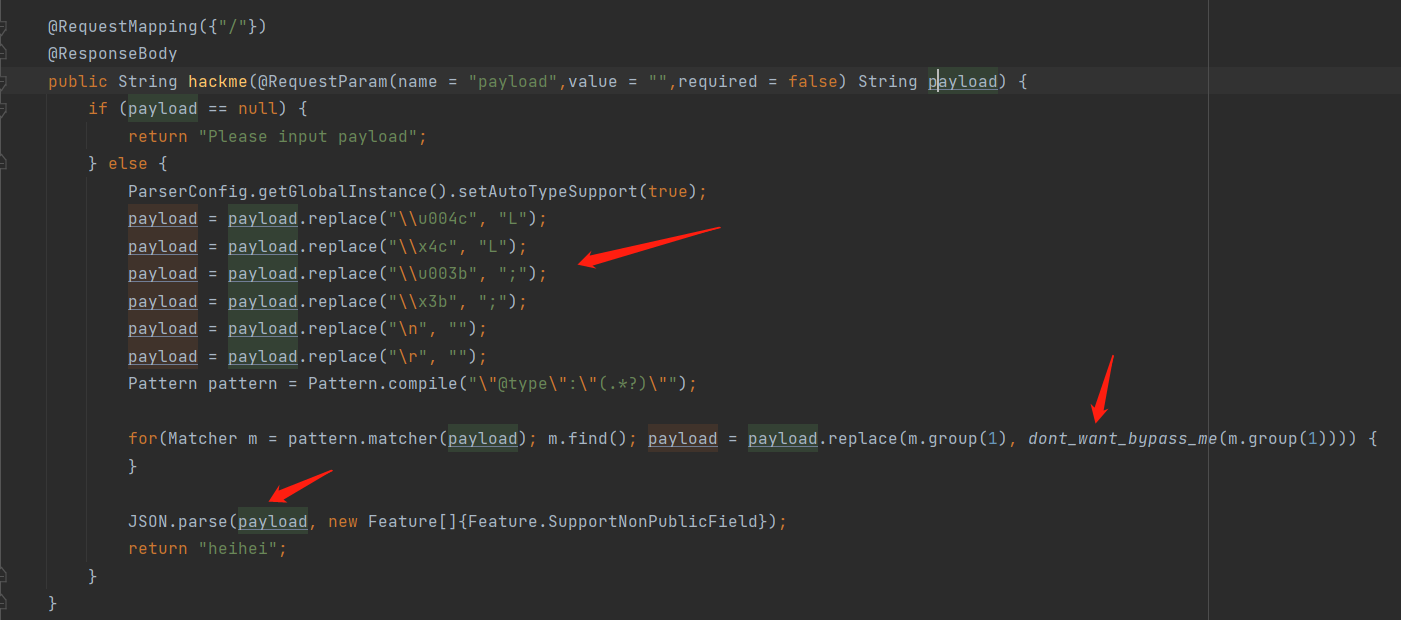 @RequestMapping({"/"})
@ResponseBody
public String hackme(@RequestParam(name = "payload",value = "",required = false) String payload) {
if (payload == null) {
return "Please input payload";
} else {
ParserConfig.getGlobalInstance().setAutoTypeSupport(true);
payload = payload.replace("\\u004c", "L");
payload = payload.replace("\\x4c", "L");
payload = payload.replace("\\u003b", ";");
payload = payload.replace("\\x3b", ";");
payload = payload.replace("\n", "");
payload = payload.replace("\r", "");
Pattern pattern = Pattern.compile("\"@type\":\"(.*?)\"");
for(Matcher m = pattern.matcher(payload); m.find(); payload = payload.replace(m.group(1), dont_want_bypass_me(m.group(1)))) {
}
JSON.parse(payload, new Feature[]{Feature.SupportNonPublicField});
return "heihei";
}
}